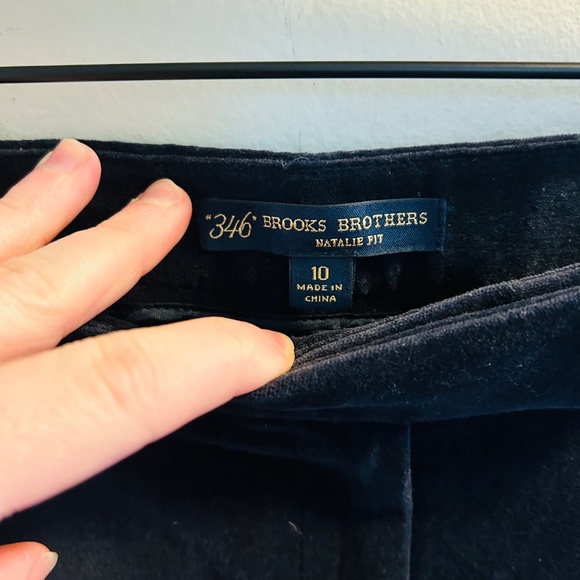 "346" BROOKS BROTHERS
NATALIE FIT
10
MADE IN
CHINA